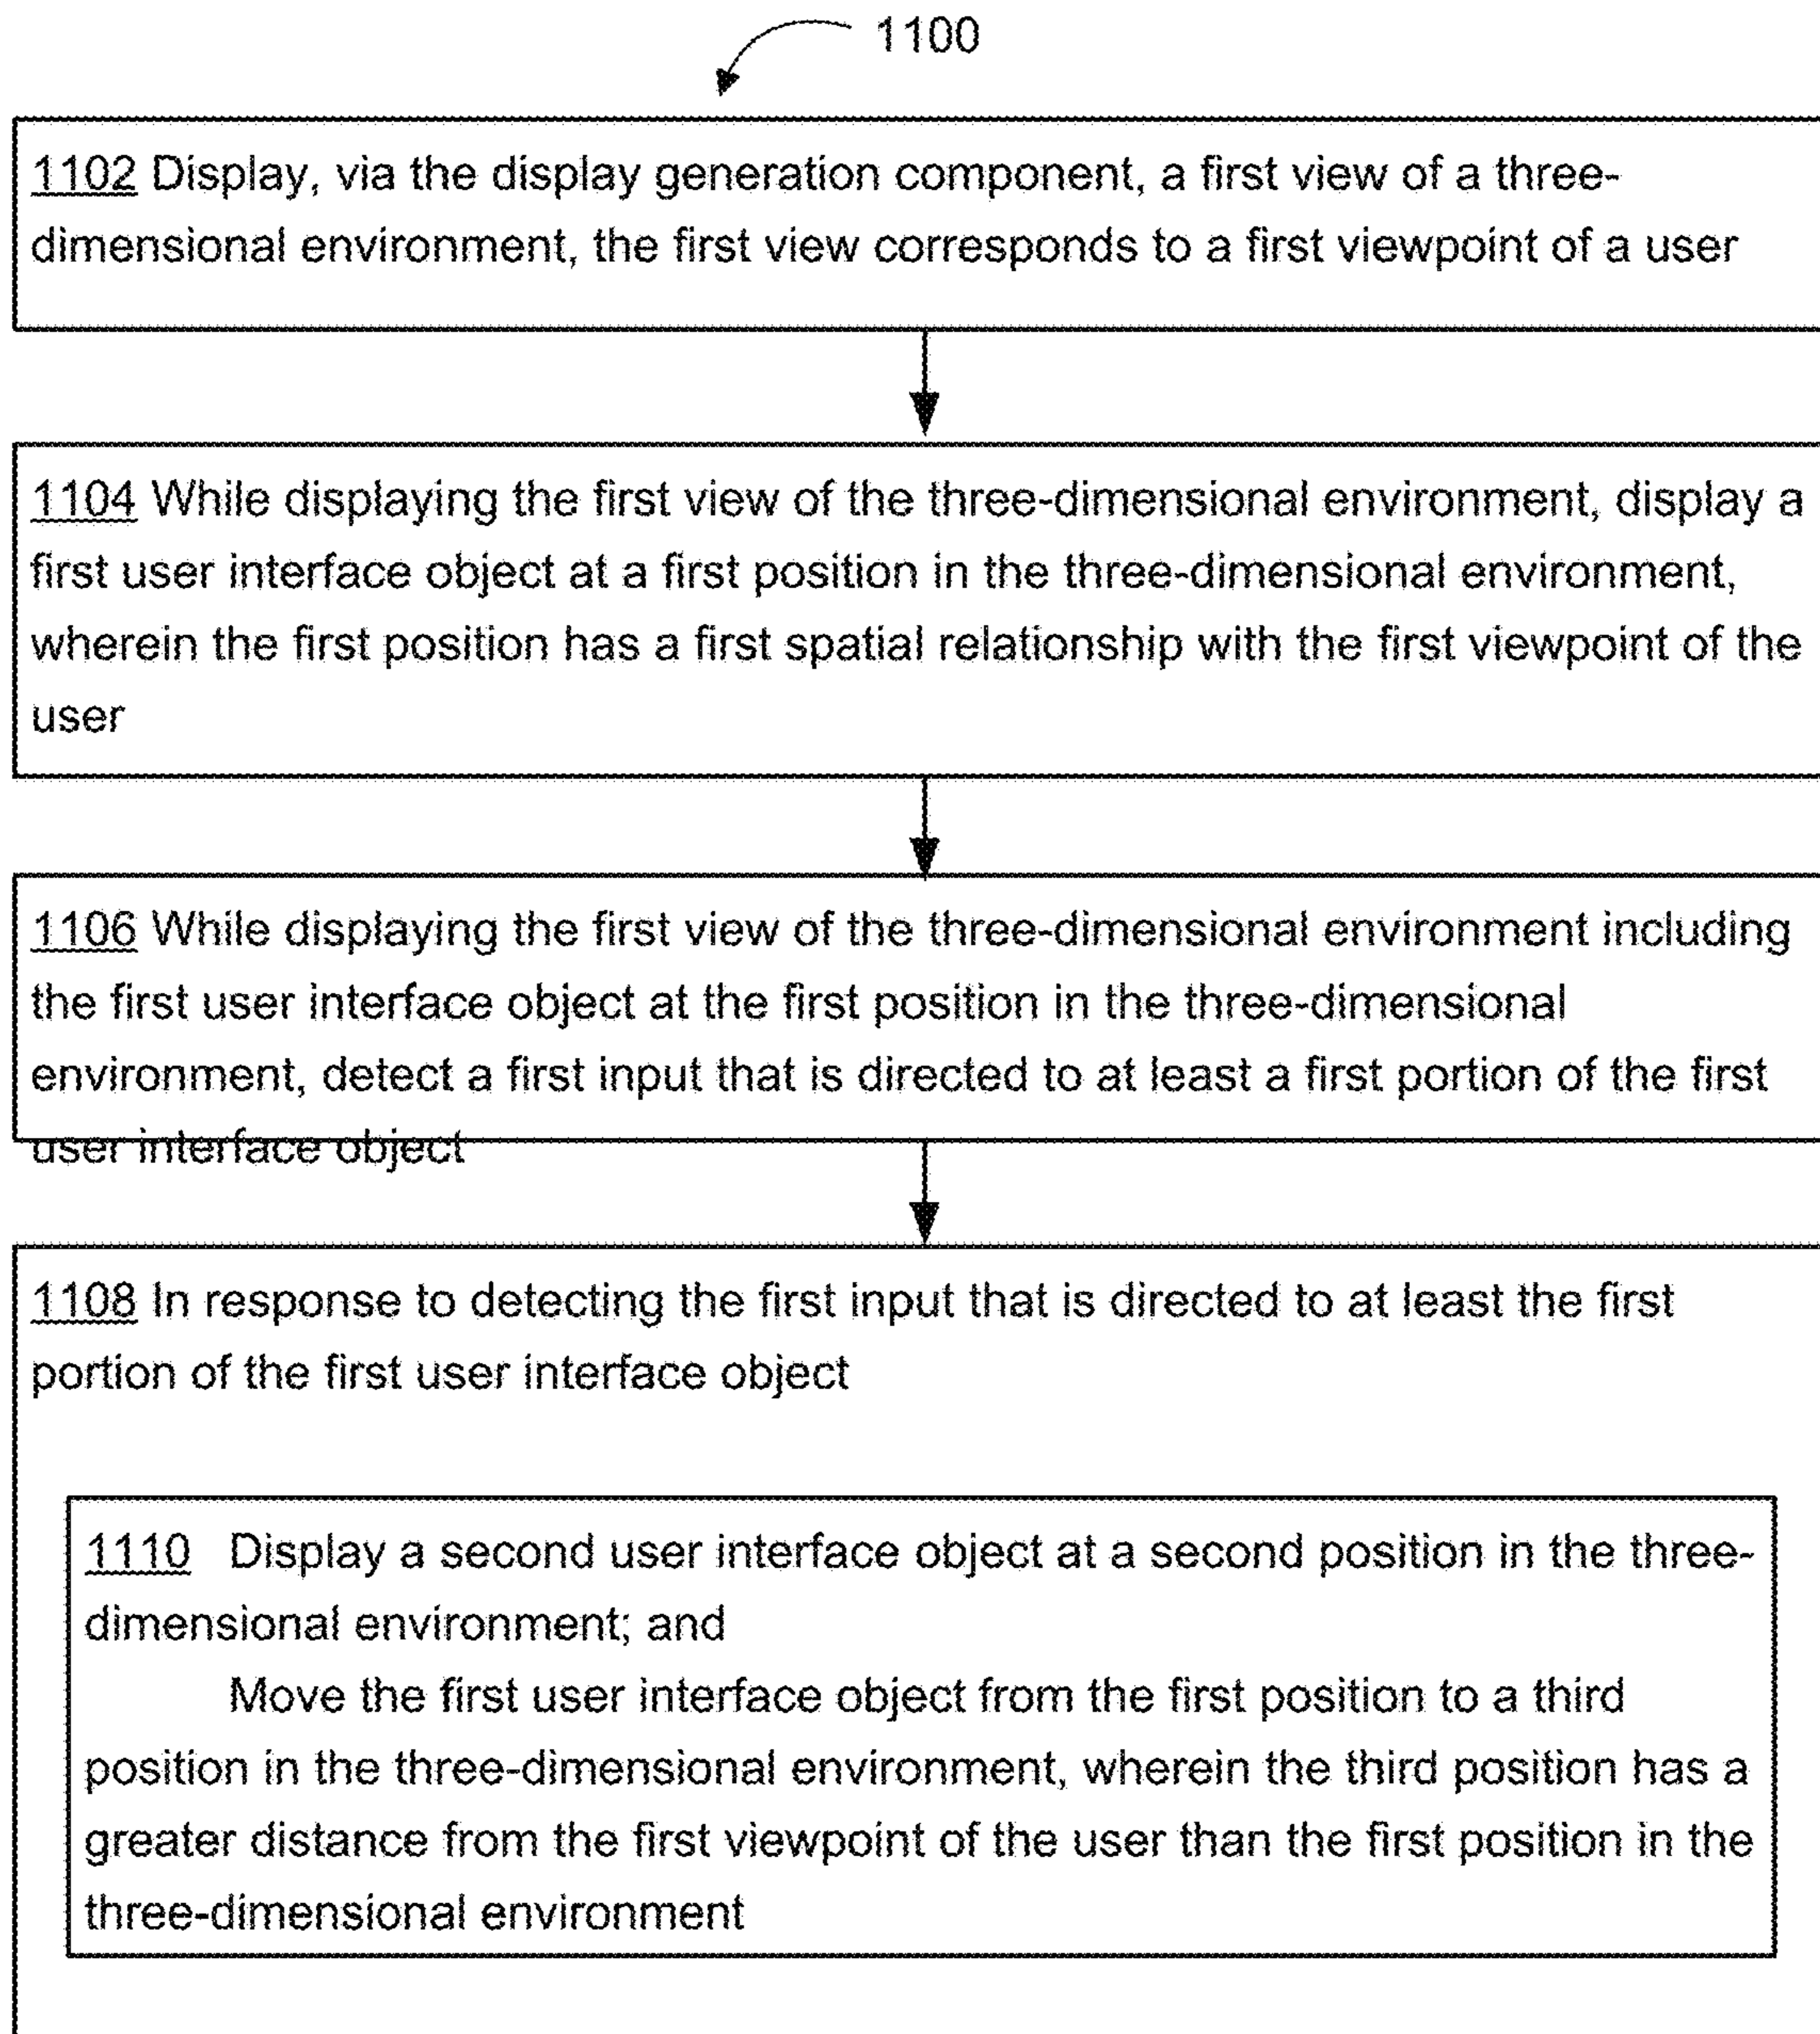 1100
1102 Display, via the display generation component, a first view of a three-
dimensional environment, the first view corresponds to a first viewpoint of a user
1104 While displaying the first view of the three-dimensional environment, display a
first user interface object at a first position in the three-dimensional environment,
wherein the first position has a first spatial relationship with the first viewpoint of the
user
1106 While displaying the first view of the three-dimensional environment including
the first user interface object at the first position in the three-dimensional
environment, detect a first input that is directed to at least a first portion of the first
user interface object
1108 In response to detecting the first input that is directed to at least the first
portion of the first user interface object
1110 Display a second user interface object at a second position in the three-
dimensional environment; and
Move the first user interface object from the first position to a third
position in the three-dimensional environment, wherein the third position has a
greater distance from the first viewpoint of the user than the first position in the
three-dimensional environment